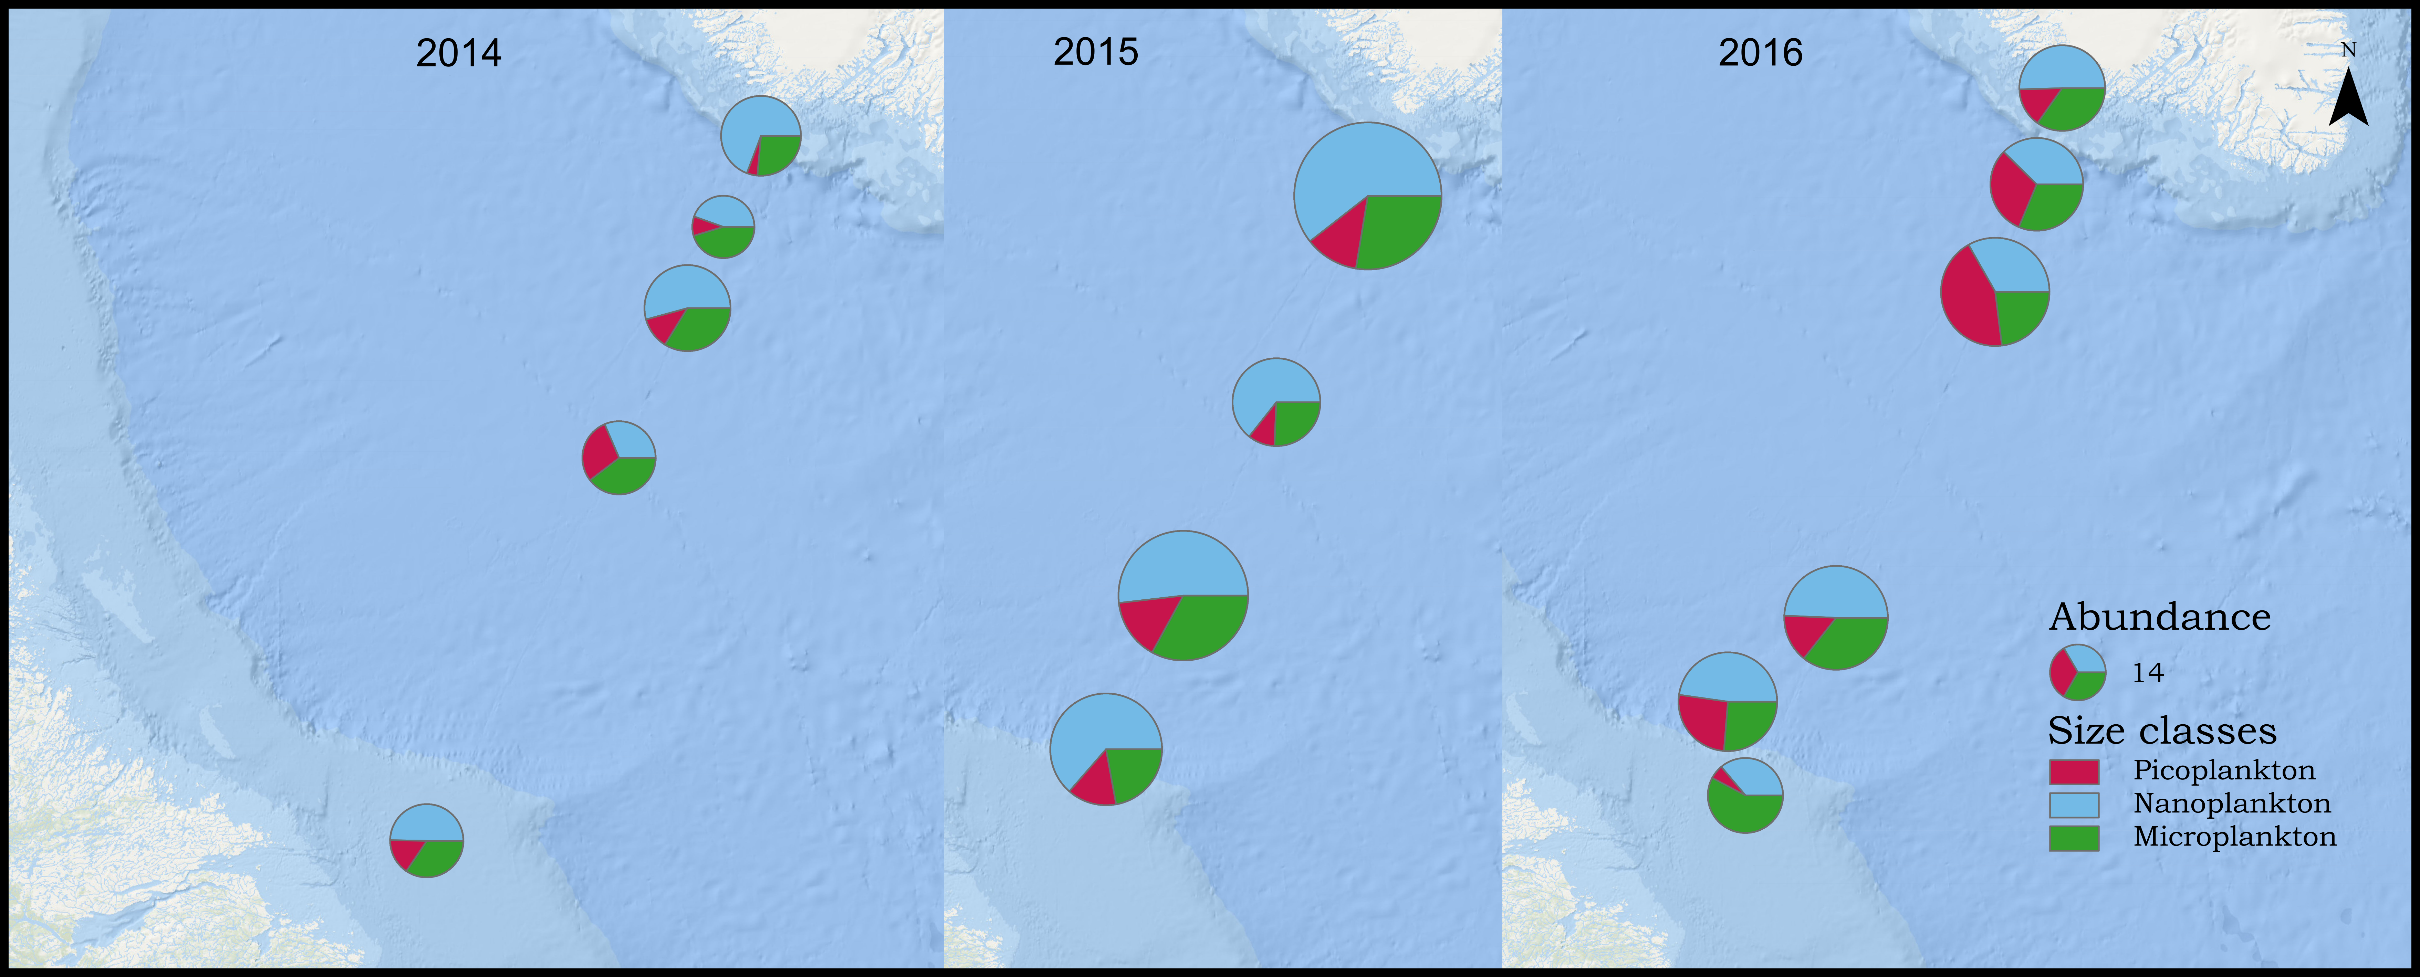 2014
2015
2016
N
Abundance
14
Size classes
Picoplankton
Nanoplankton
Microplankton